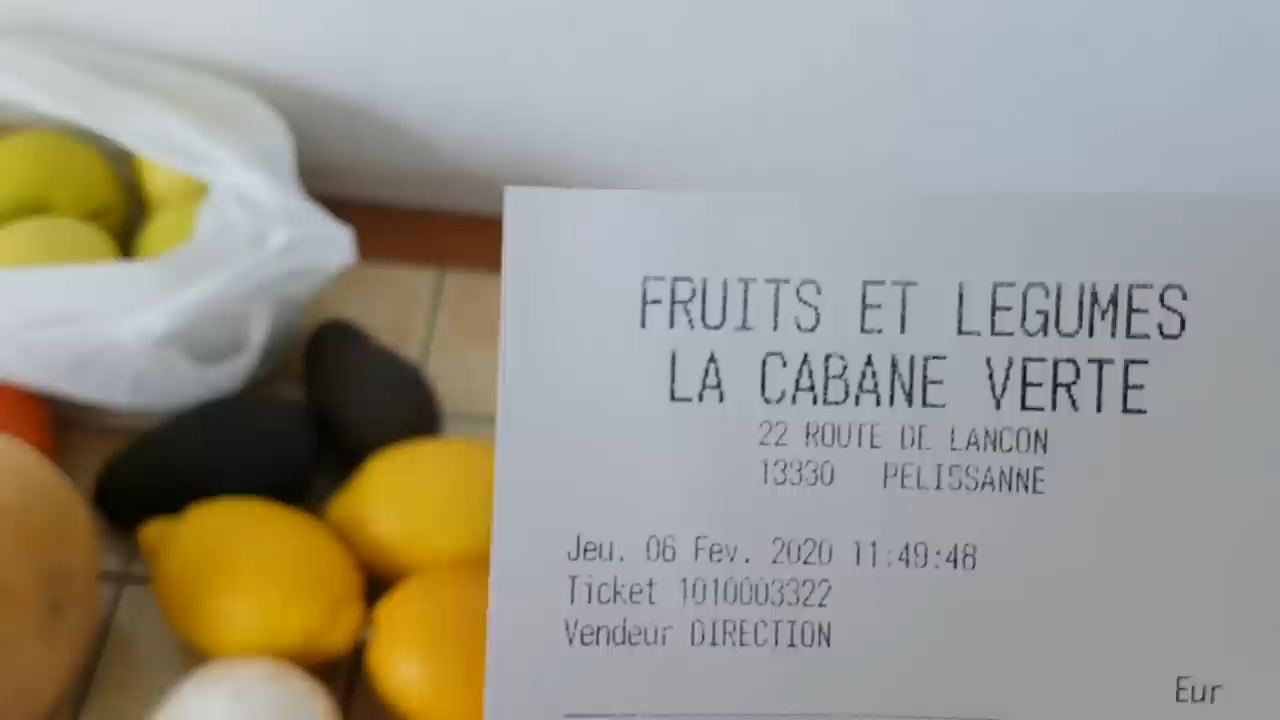 FRUITS ET LEGUMES
LA CABANE VERTE
22 ROUTE DE LANCON
13330 PELISSANNE
Jeu. 06 Fev. 2020 11:49:48
Ticket 1010003322
Vendeur DIRECTION
Eur